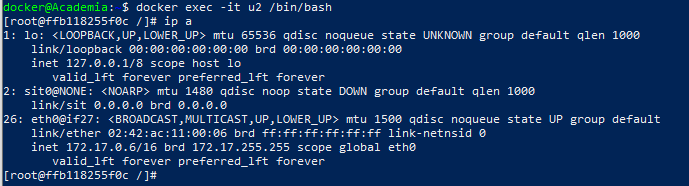 docker@Academia: $ docker exec -it u2 /bin/bash
[root@ffb118255f0c /]# ip a
1: lo: <LOOPBACK,UP,LOWER_UP> mtu 65536 qdisc noqueue state UNKNOWN group default qlen 1000
    link/loopback 00:00:00:00:00:00 brd 00:00:00:00:00:00
    inet 127.0.0.1/8 scope host lo
       valid_lft forever preferred_lft forever
2: sit0@NONE: <NOARP> mtu 1480 qdisc noop state DOWN group default qlen 1000
    link/sit 0.0.0.0 brd 0.0.0.0
26: eth0@if27: <BROADCAST,MULTICAST,UP,LOWER_UP> mtu 1500 qdisc noqueue state UP group default
    link/ether 02:42:ac:11:00:06 brd ff:ff:ff:ff:ff:ff link-netnsid 0
    inet 172.17.0.6/16 brd 172.17.255.255 scope global eth0
       valid_lft forever preferred_lft forever
[root@ffb118255f0c /]#